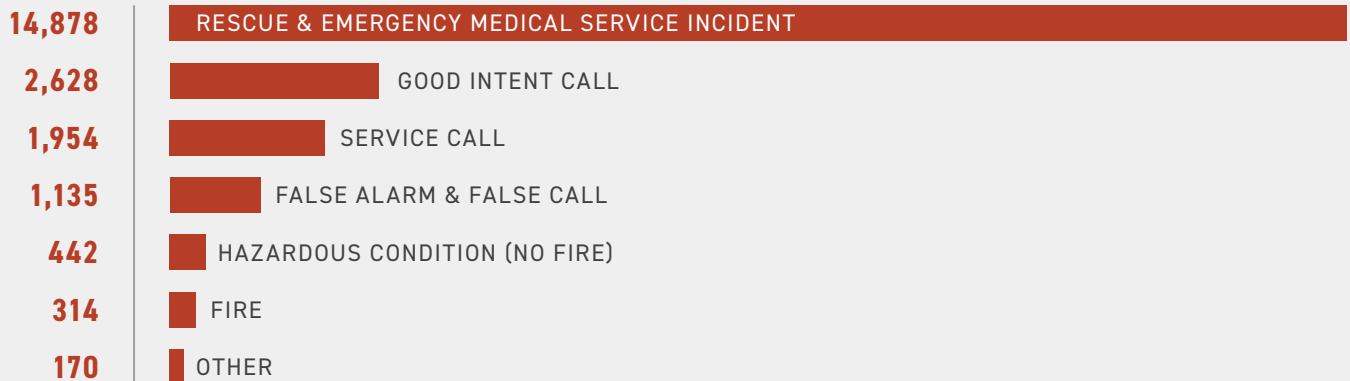 14,878 RESCUE & EMERGENCY MEDICAL SERVICE INCIDENT
2,628 GOOD INTENT CALL
1,954 SERVICE CALL
1,135 FALSE ALARM & FALSE CALL
442 HAZARDOUS CONDITION (NO FIRE)
314 FIRE
170 OTHER